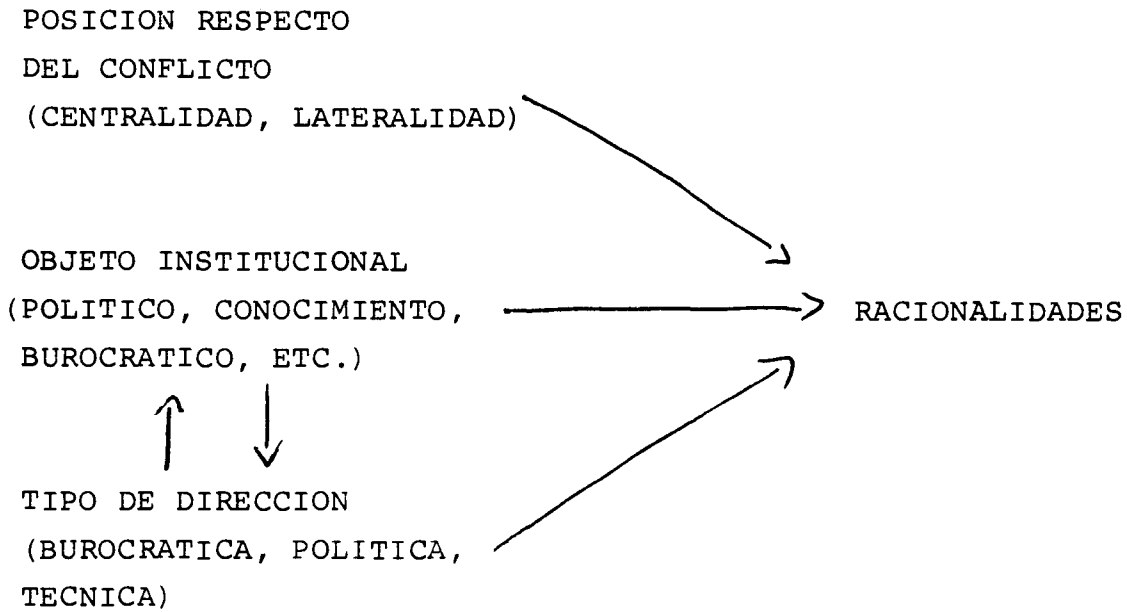 POSICION RESPECTO
DEL CONFLICTO
(CENTRALIDAD, LATERALIDAD)
OBJETO INSTITUCIONAL
(POLITICO, CONOCIMIENTO,
BUROCRATICO, ETC.)
RACIONALIDADES
TIPO DE DIRECCION
(BUROCRATICA, POLITICA,
TECNICA)